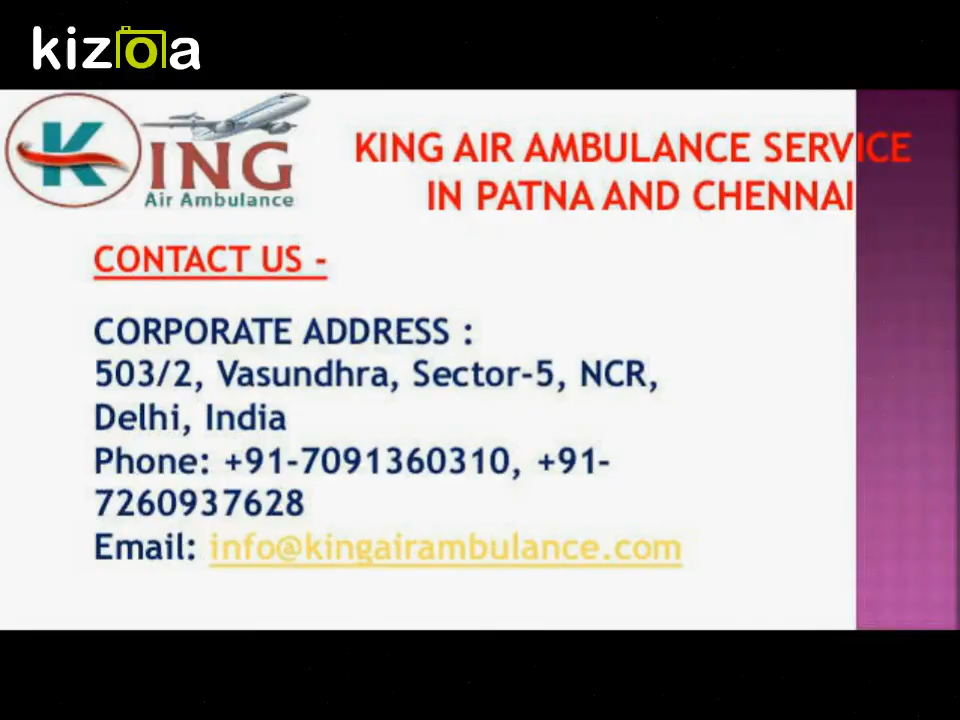 kizoa
KING
Air Ambulance
KING AIR AMBULANCE SERVICE
IN PATNA AND CHENNAI
CONTACT US -
CORPORATE ADDRESS :
503/2, Vasundhra, Sector-5, NCR,
Delhi, India
Phone: +91-7091360310, +91-
7260937628
Email: info@kingairambulance.com